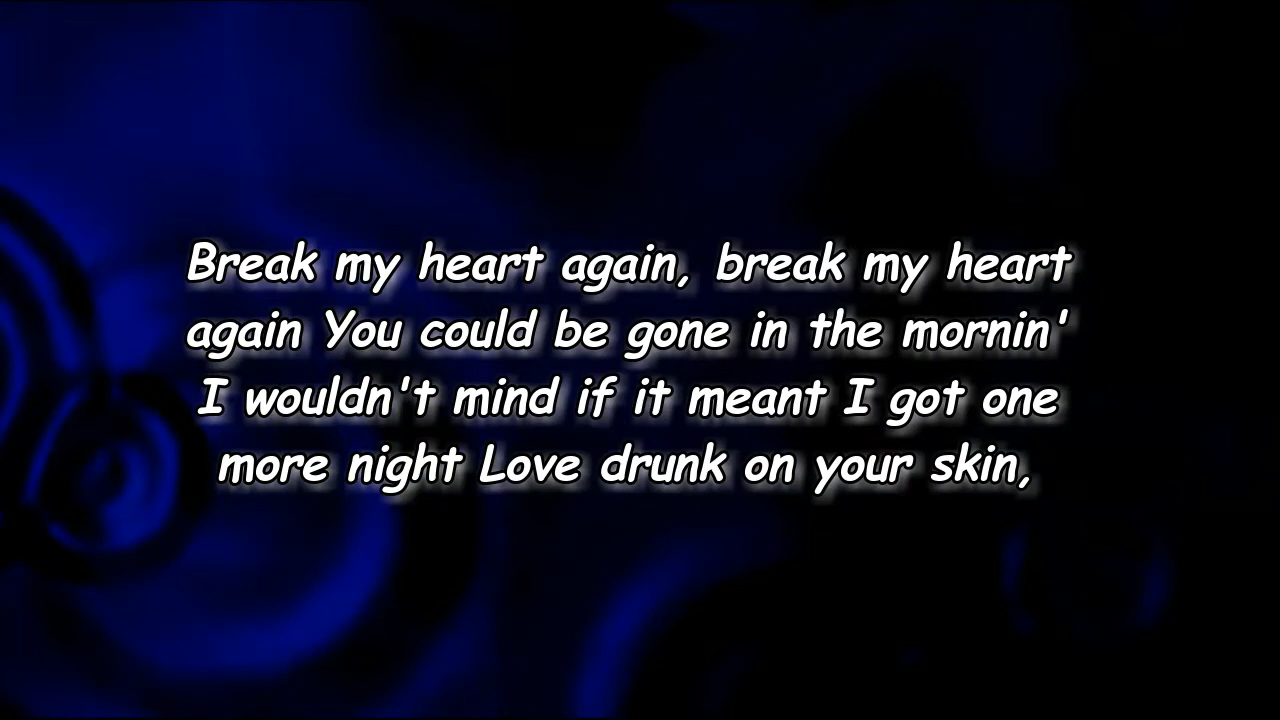 Break my heart again, break my heart
again You could be gone in the mornin'
I wouldn't mind if it meant I got one
more night Love drunk on your skin,